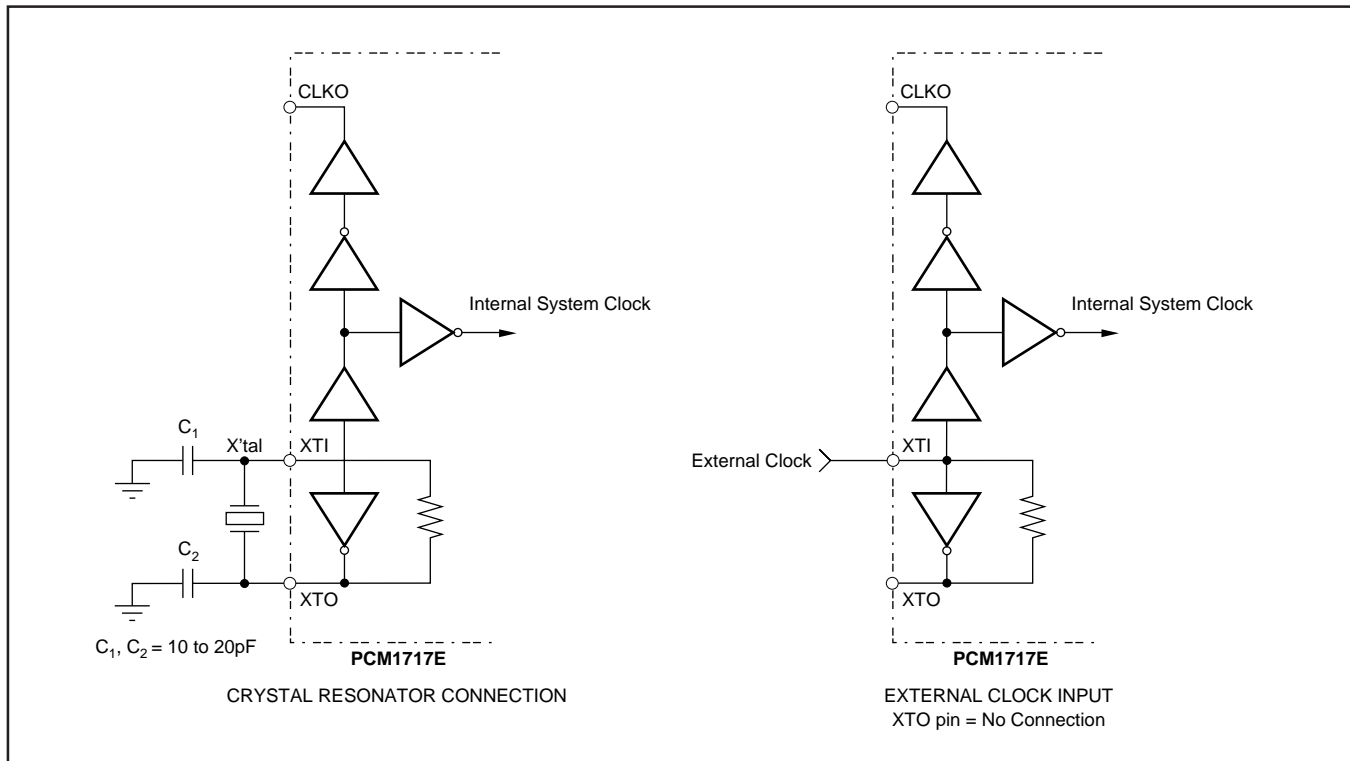 CLKO
Internal System Clock
C₁
X'tal
XTI
C₂
XTO
C₁, C₂ = 10 to 20pF
PCM1717E
CRYSTAL RESONATOR CONNECTION
CLKO
Internal System Clock
External Clock
XTI
XTO
PCM1717E
EXTERNAL CLOCK INPUT
XTO pin = No Connection